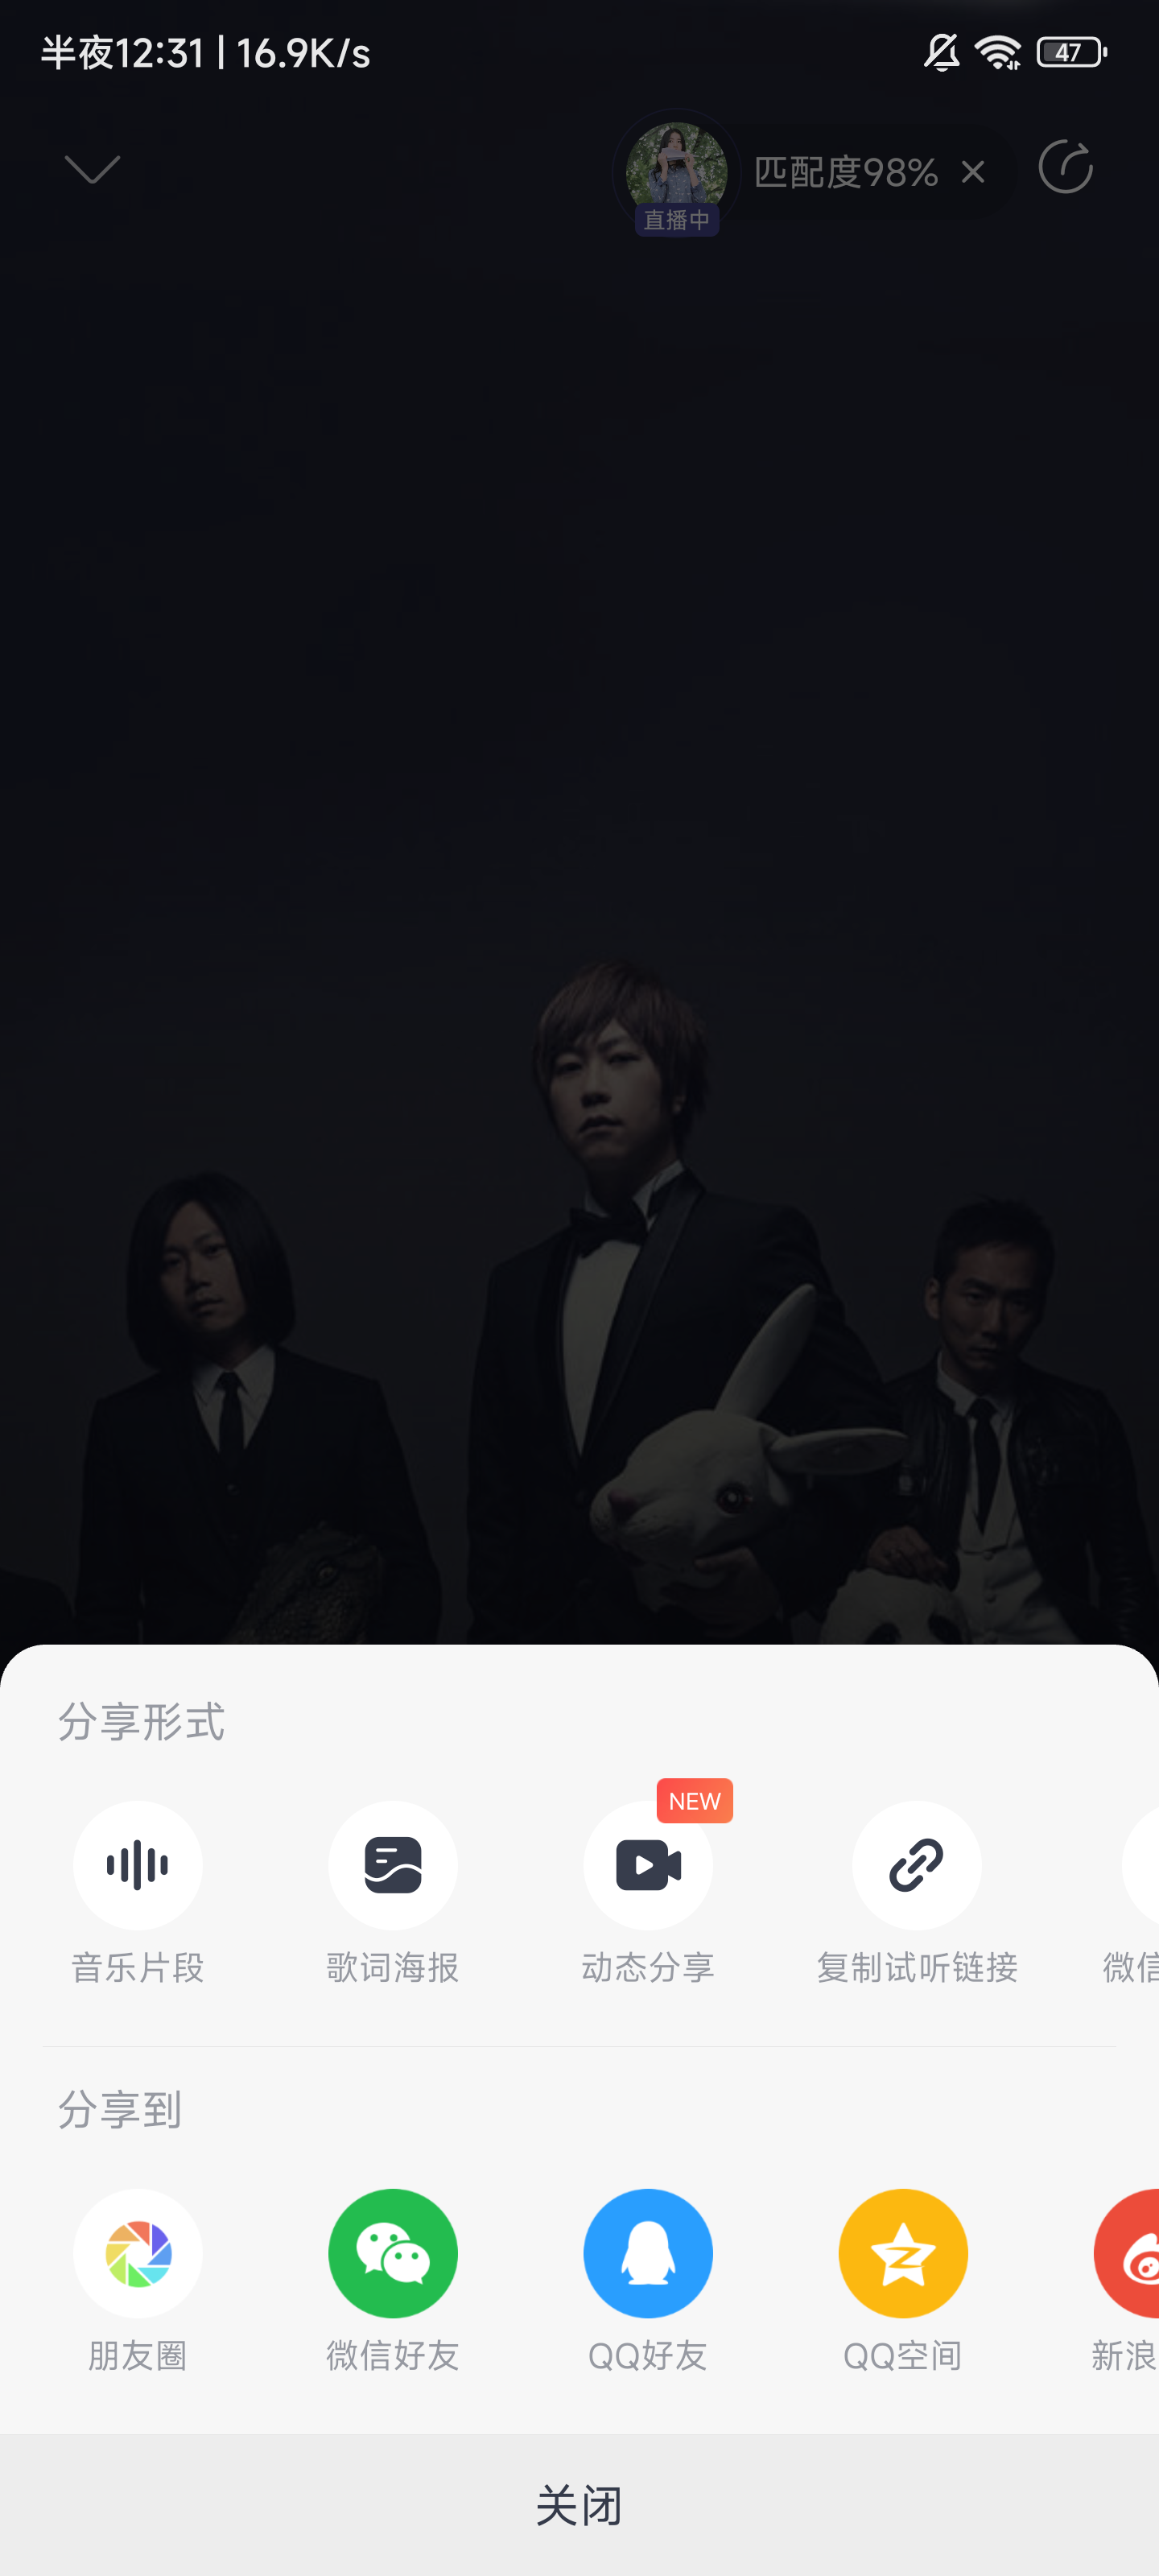 半夜12:31 | 16.9K/s
47
匹配度98%
直播中
分享形式
NEW
音乐片段
歌词海报
动态分享
复制试听链接
微信
分享到
朋友圈
微信好友
QQ好友
QQ空间
新浪
关闭